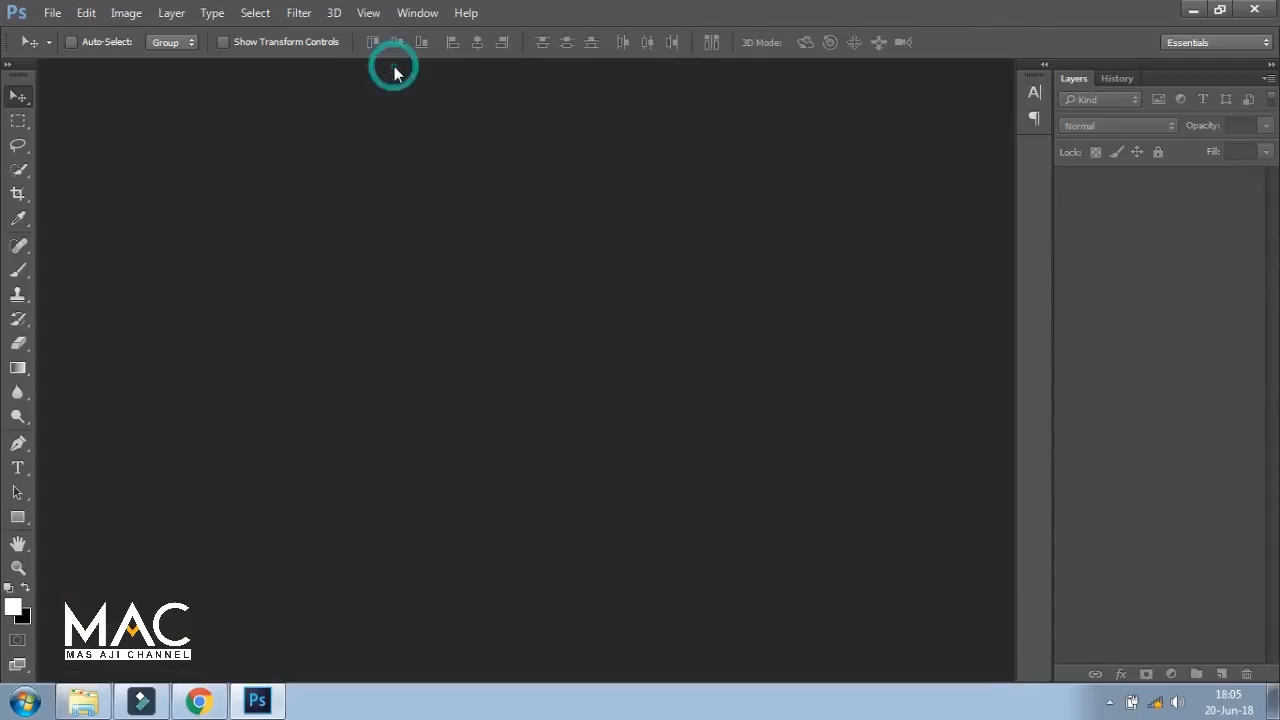 Ps File Edit Image Layer Type Select Filter 3D View Window Help
Auto-Select: Group Show Transform Controls 3D Mode: Essentials
Layers History
Kind
Normal Opacity:
Lock: Fill:
MAC
MAS AJI CHANNEL
Ps
18:05
20-Jun-18